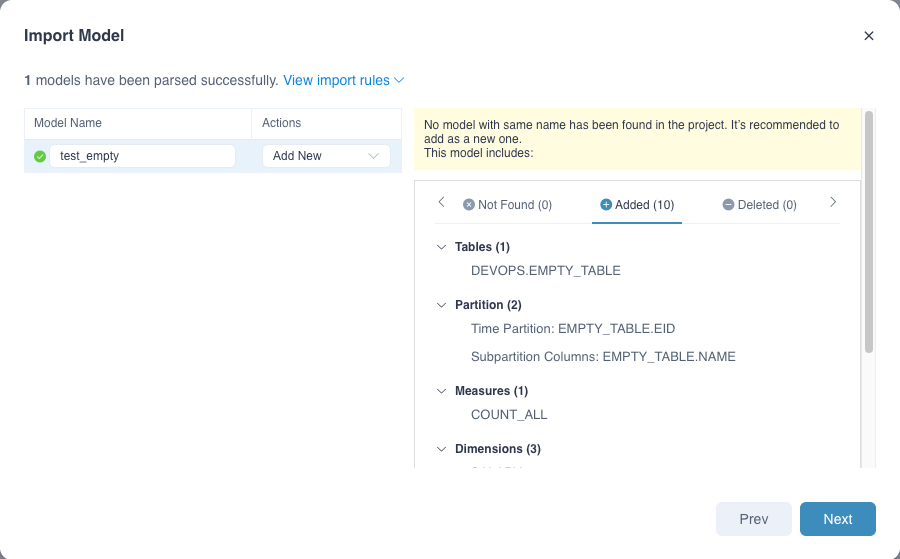 Import Model
1 models have been parsed successfully. View import rules
Model Name
Actions
test_empty
Add New
No model with same name has been found in the project. It's recommended to
add as a new one.
This model includes:
Not Found (0)
Added (10)
Deleted (0)
Tables (1)
DEVOPS.EMPTY_TABLE
Partition (2)
Time Partition: EMPTY_TABLE.EID
Subpartition Columns: EMPTY_TABLE.NAME
Measures (1)
COUNT_ALL
Dimensions (3)
Prev
Next